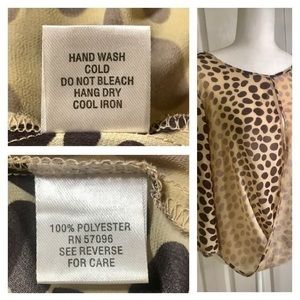 HAND WASH
COLD
DO NOT BLEACH
HANG DRY
COOL IRON
100% POLYESTER
RN 57096
SEE REVERSE
FOR CARE